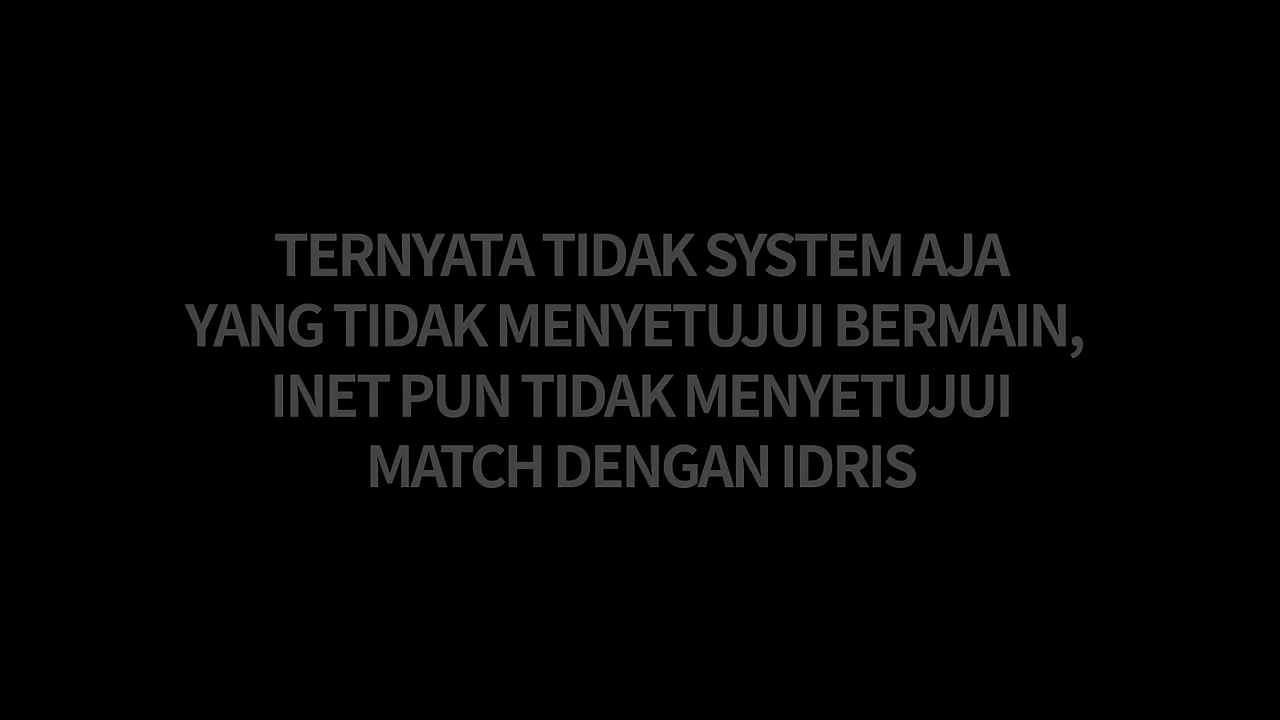 TERNYATA TIDAK SYSTEM AJA
YANG TIDAK MENYETUJUI BERMAIN,
INET PUN TIDAK MENYETUJUI
MATCH DENGAN IDRIS